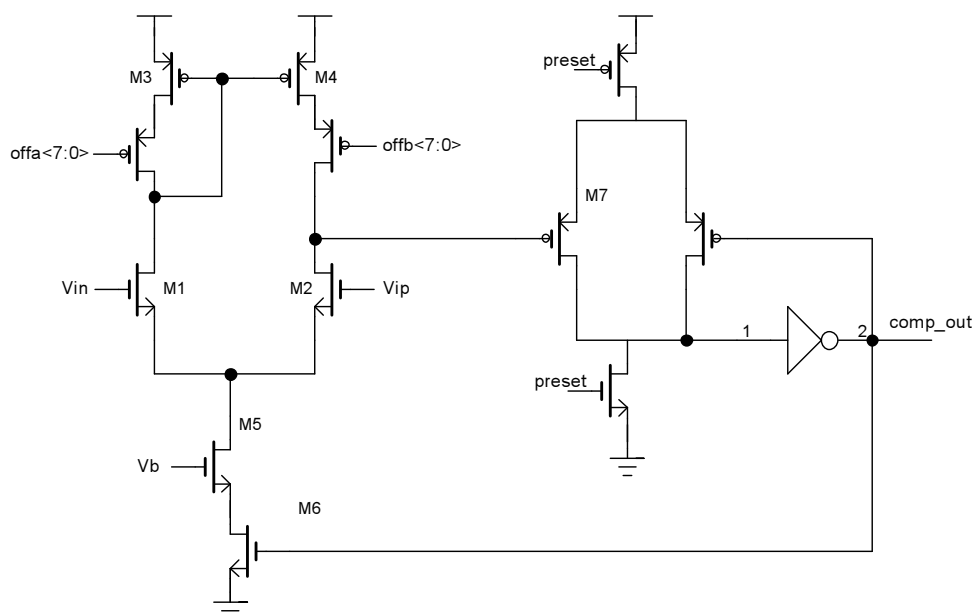 preset
M3
M4
offa<7:0>
offb<7:0>
M7
Vin
M1
M2
Vip
1
2
comp_out
preset
M5
Vb
M6